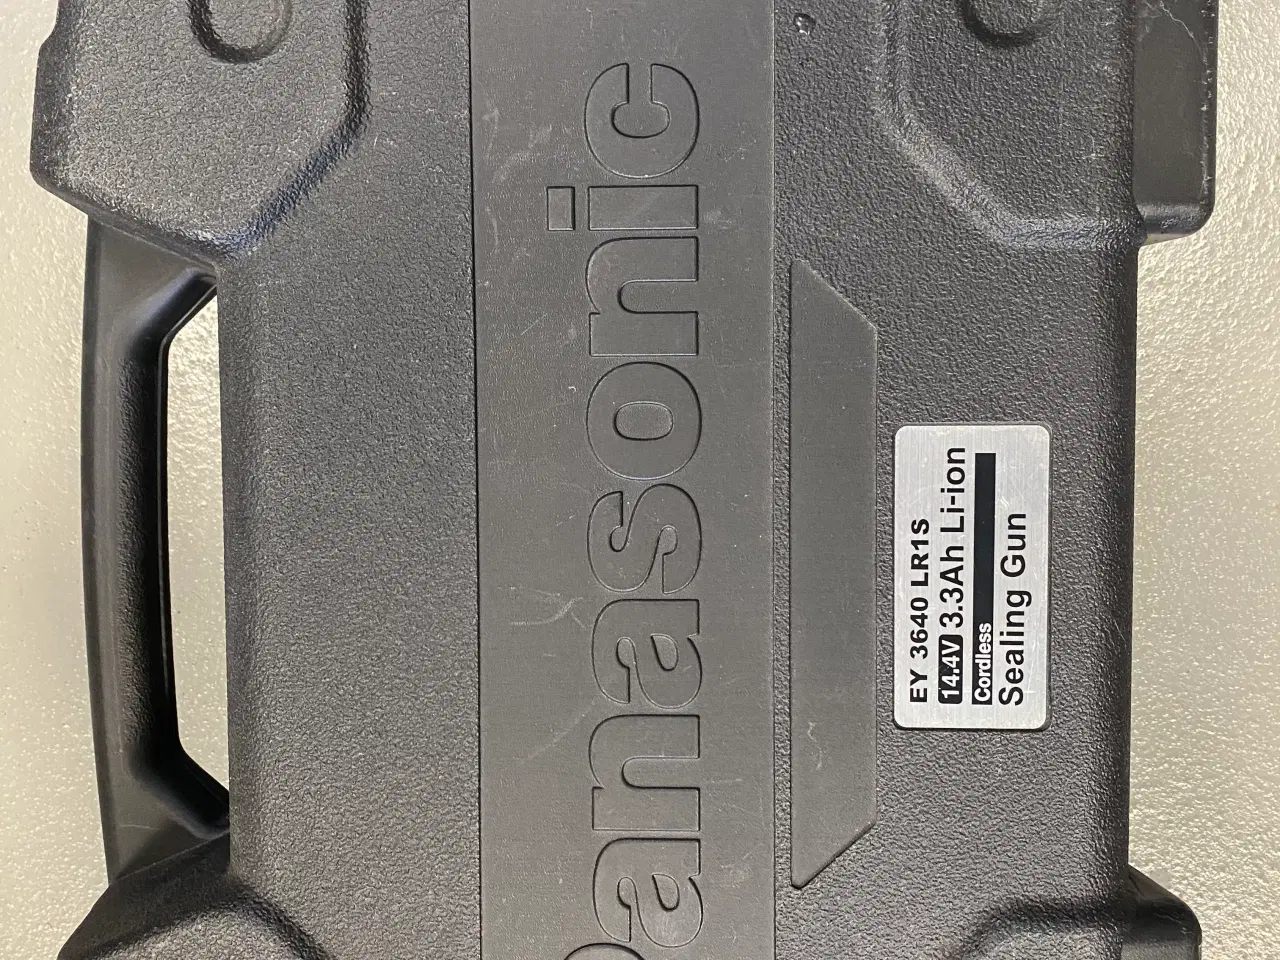 Panasonic
EY 3640 LR1S
14.4V 3.3Ah Li-ion
Cordless
Sealing Gun